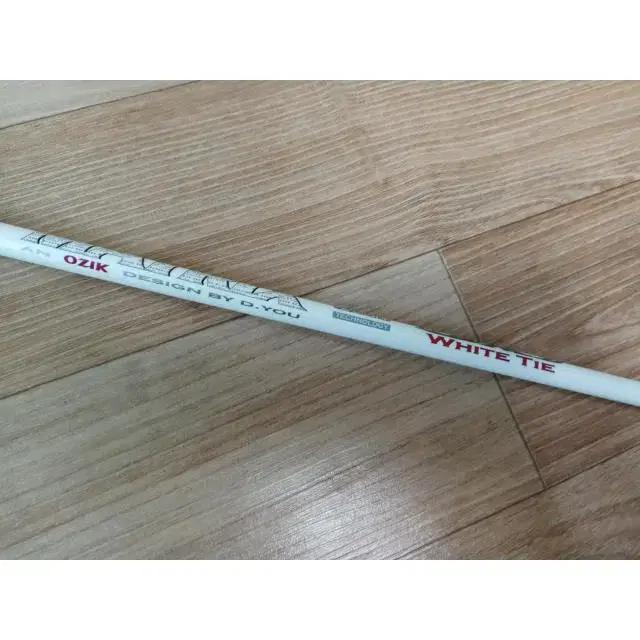 AN OZIK DESIGN BY D.YOU
TECHNOLOGY
WHITE TIE